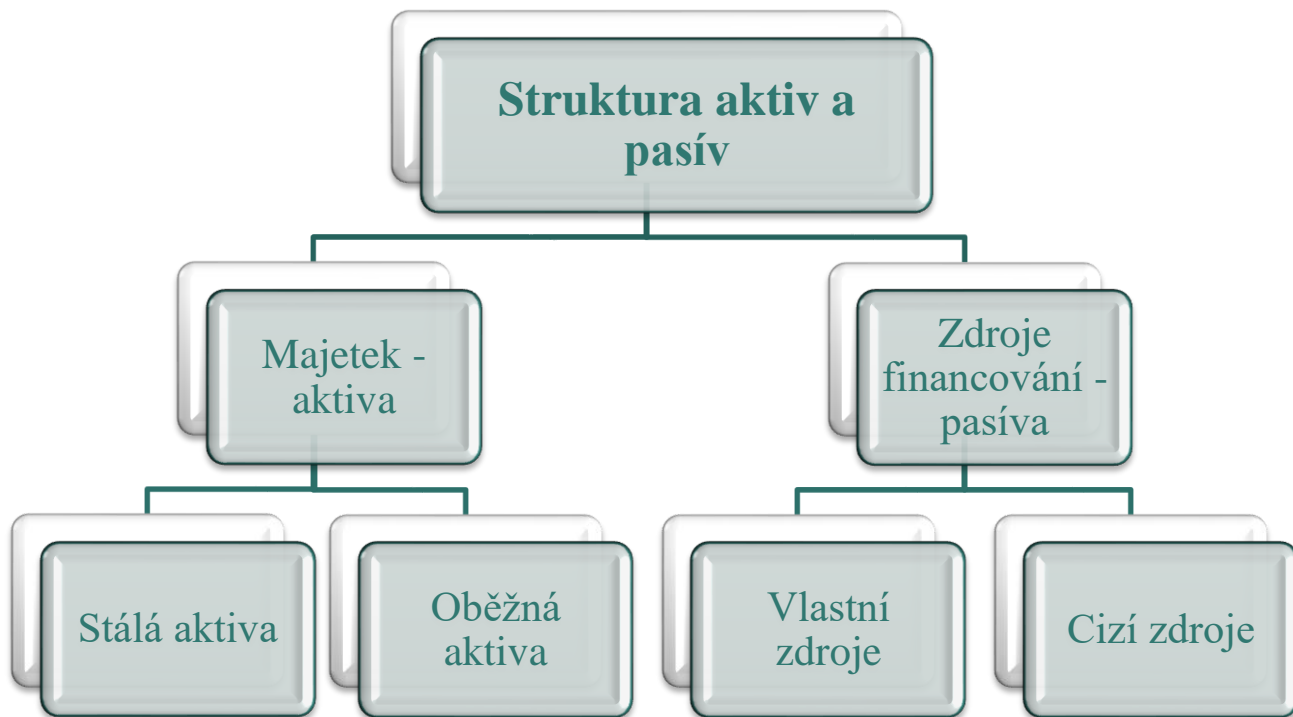 Struktura aktiv a
pasív
Majetek -
aktiva
Zdroje
financování -
pasíva
Stálá aktiva
Oběžná
aktiva
Vlastní
zdroje
Cizí zdroje